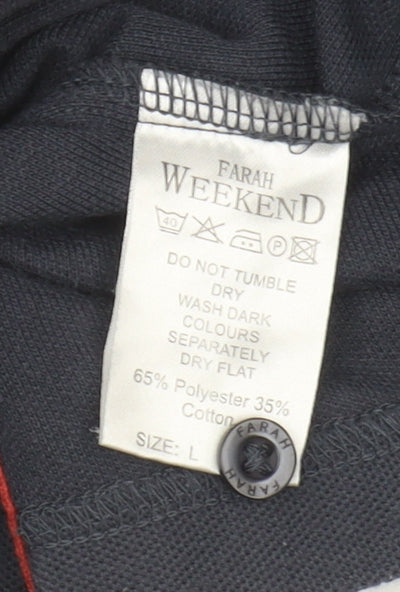 FARAH
WEEKEND
40 P
DO NOT TUMBLE
DRY
WASH DARK
COLOURS
SEPARATELY
DRY FLAT
65% Polyester 35%
Cotton
SIZE: L
FARAH
FARAH